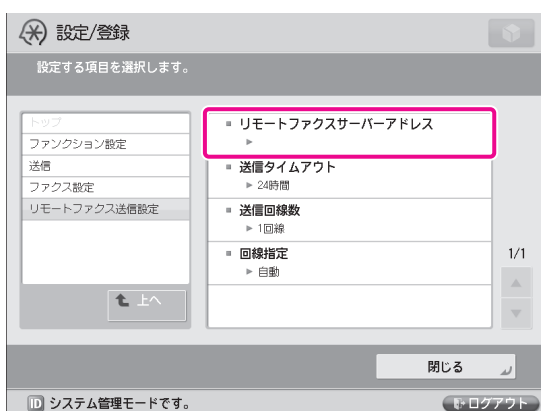 設定/登録
設定する項目を選択します。
トップ
ファンクション設定
送信
ファクス設定
リモートファクス送信設定
上へ
リモートファクスサーバーアドレス
送信タイムアウト
24時間
送信回線数
1回線
回線指定
自動
1/1
閉じる
ID システム管理モードです。
ログアウト